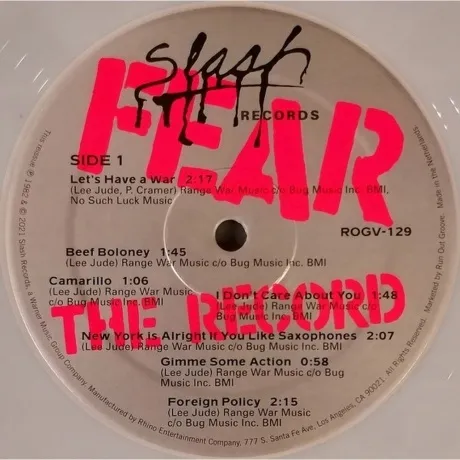 slash
RECORDS
FEAR
SIDE 1
Let's Have a War 2:17
(Lee Jude, P. Cramer) Range War Music c/o Bug Music Inc. BMI,
No Such Luck Music
ROGV-129
Beef Boloney 1:45
(Lee Jude) Range War Music c/o Bug Music Inc. BMI
Camarillo 1:06
(Lee Jude) Range War Music
c/o Bug Music Inc. BMI
I Don't Care About You 1:48
(Lee Jude) Range War Music c/o
Bug Music Inc. BMI
THE RECORD
New York is Alright If You Like Saxophones 2:07
(Lee Jude) Range War Music c/o Bug Music Inc. BMI
Gimme Some Action 0:58
(Lee Jude) Range War Music c/o Bug
Music Inc. BMI
Foreign Policy 2:15
(Lee Jude) Range War Music
c/o Bug Music Inc. BMI
This reissue ℗ 1982 & © 2021 Slash Records, a Warner Music Group Company. Manufactured by Rhino Entertainment Company, 777 S. Santa Fe Ave, Los Angeles, CA 90021. All Rights Reserved. Marketed by Run Out Groove. Made in the Netherlands.